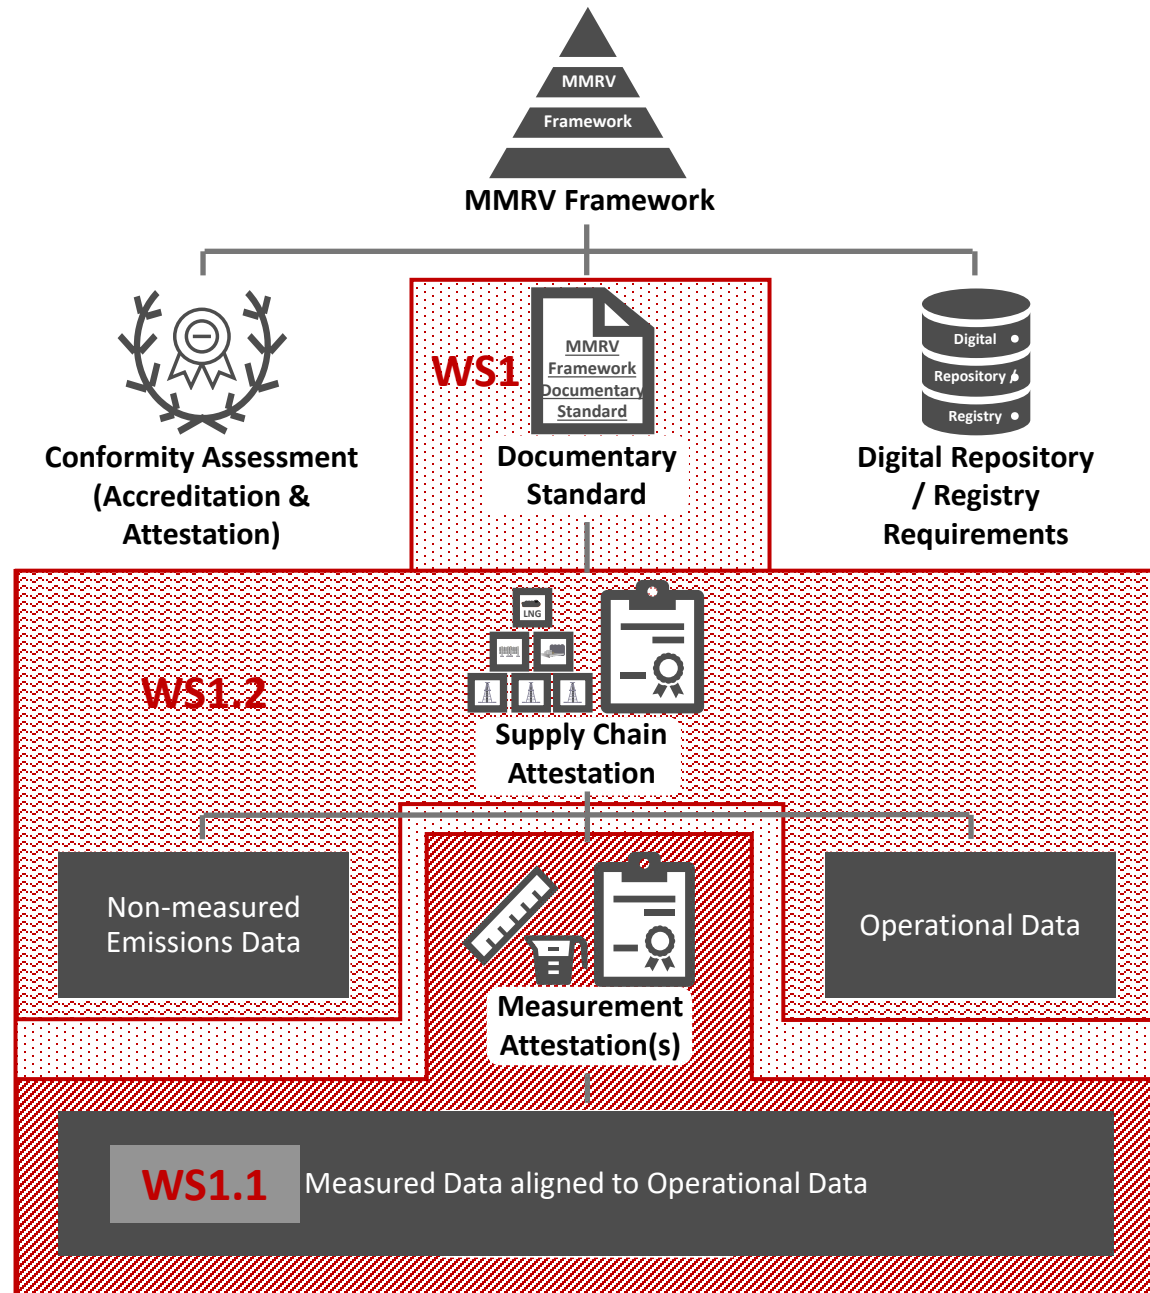 MMRV
Framework
MMRV Framework
WS1
MMRV
Framework
Documentary
Standard
Digital
Repository /
Registry
Conformity Assessment
(Accreditation &
Attestation)
Documentary
Standard
Digital Repository
/ Registry
Requirements
LNG
WS1.2
Supply Chain
Attestation
Non-measured
Emissions Data
Operational Data
Measurement
Attestation(s)
WS1.1
Measured Data aligned to Operational Data